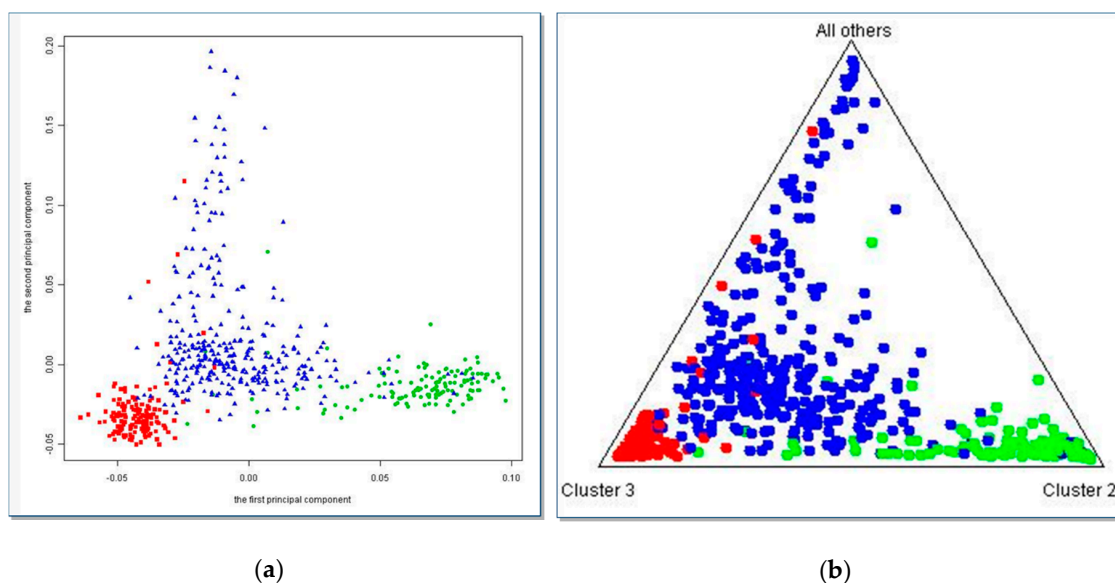 All others
0.20
0.15
0.10
the second principal component
0.05
0.00
-0.05
-0.05
0.00
0.05
0.10
the first principal component
Cluster 3
Cluster 2
(a)
(b)